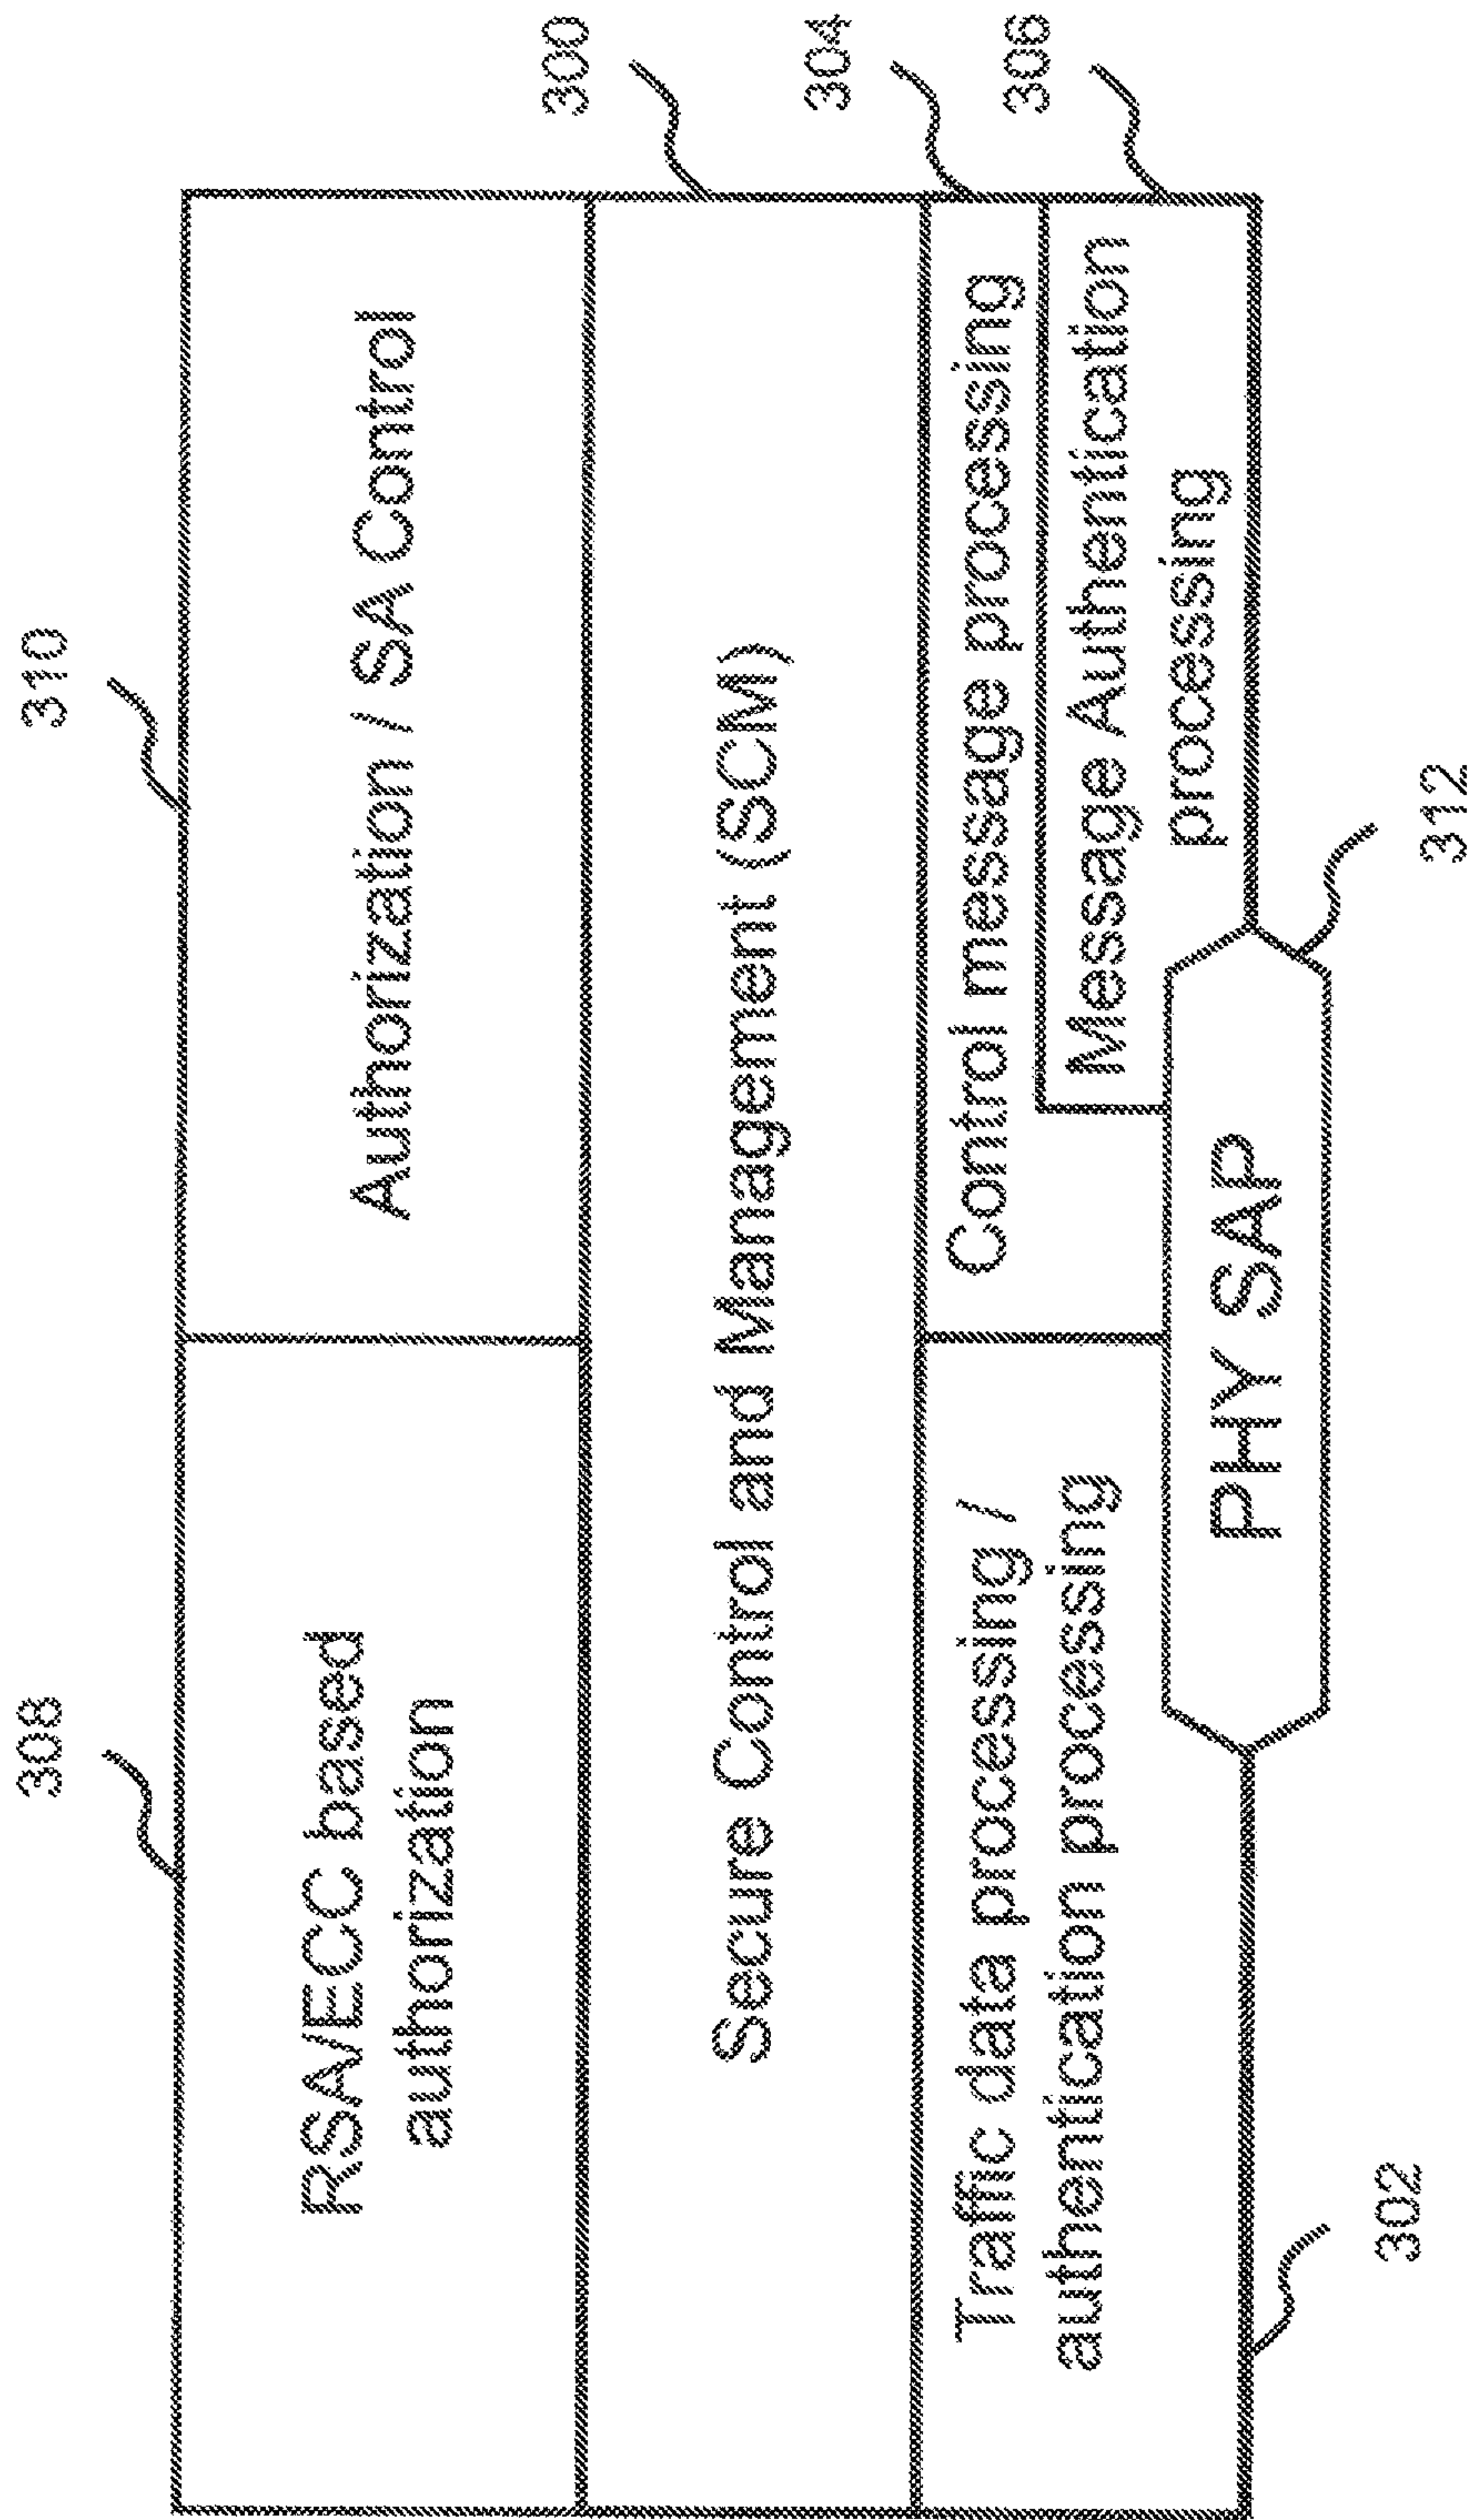 308
310
RSA/ECC based
authorization
Authorization / SA Control
300
Secure Control and Management (SCM)
304
Traffic data processing /
authentication processing
Control message processing
306
Message Authentication
processing
PHY SAP
302
312